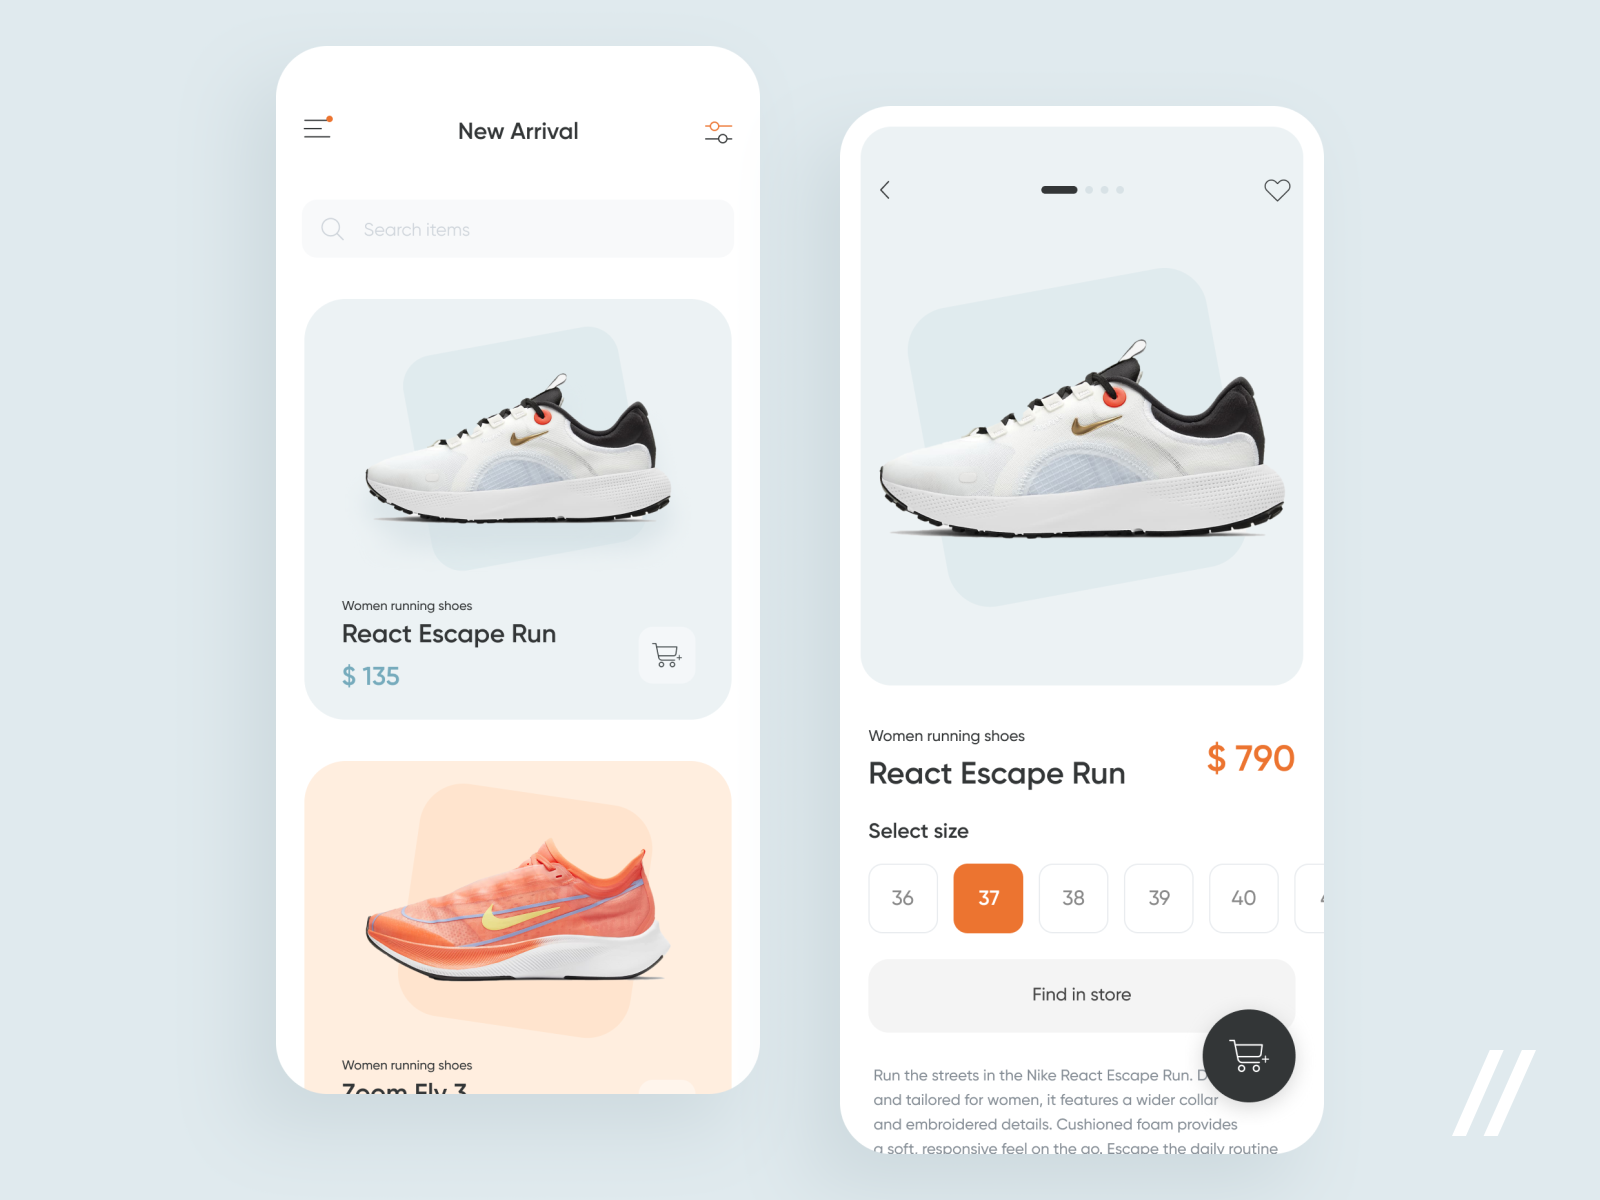 New Arrival
Search items
Women running shoes
React Escape Run
$ 135
Women running shoes
Zoom Fly 3
Women running shoes
React Escape Run
$ 790
Select size
36
37
38
39
40
Find in store
Run the streets in the Nike React Escape Run. D
and tailored for women, it features a wider collar
and embroidered details. Cushioned foam provides
a soft, responsive feel on the go. Escape the daily routine